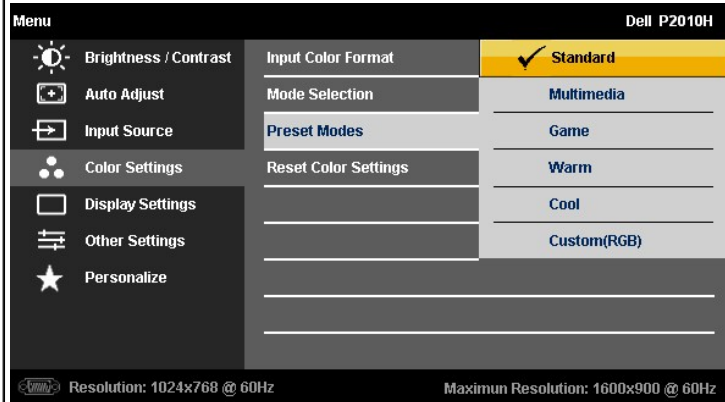 Menu Dell P2010H
Brightness / Contrast Input Color Format Standard
Auto Adjust Mode Selection Multimedia
Input Source Preset Modes Game
Color Settings Reset Color Settings Warm
Display Settings Cool
Other Settings Custom(RGB)
Personalize
Resolution: 1024x768 @ 60Hz Maximun Resolution: 1600x900 @ 60Hz